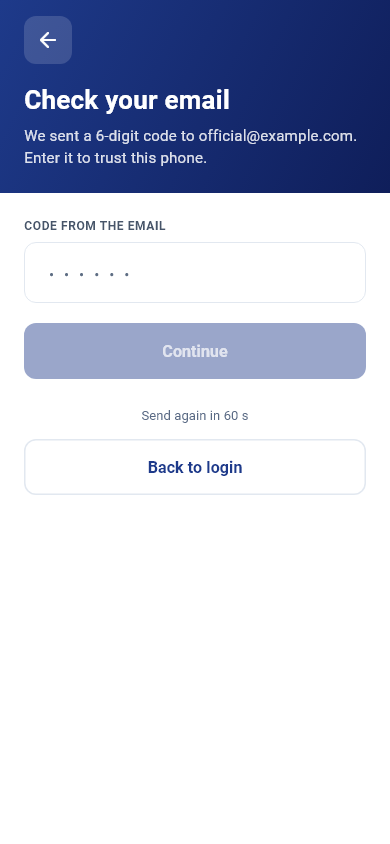 Check your email
We sent a 6-digit code to official@example.com.
Enter it to trust this phone.
CODE FROM THE EMAIL
• • • • • •
Continue
Send again in 60 s
Back to login